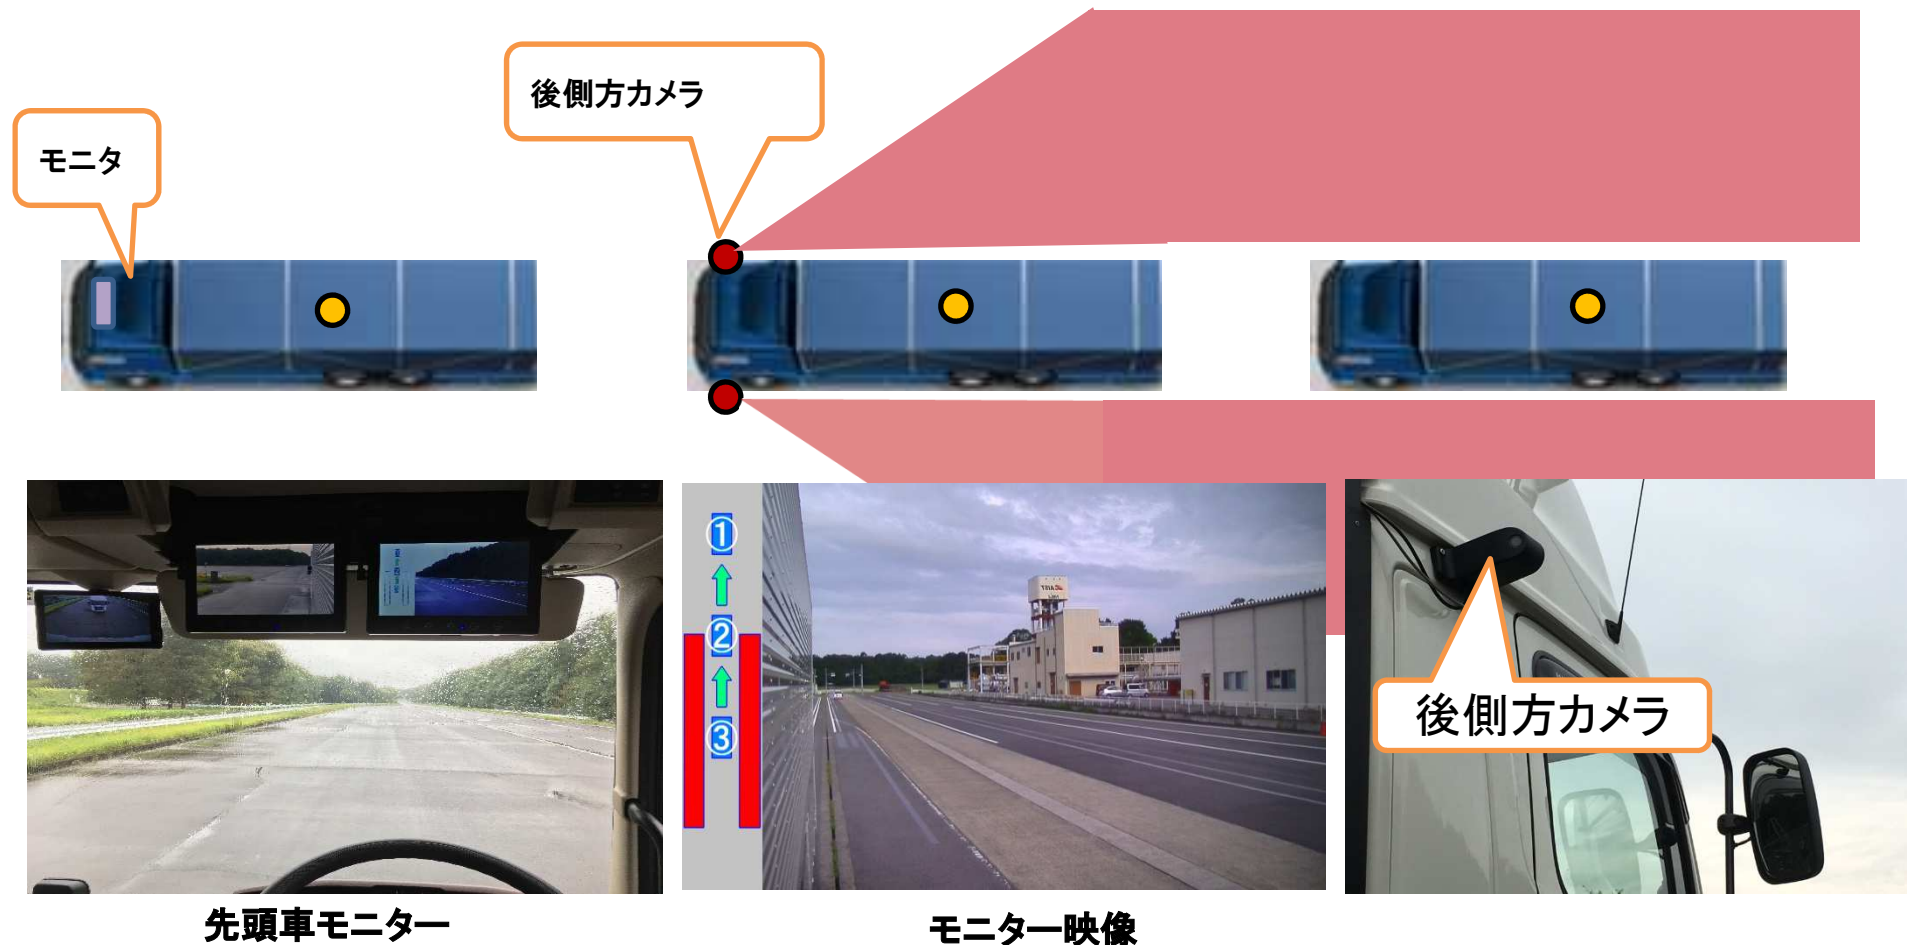 後側方カメラ
モニタ
①
②
③
後側方カメラ
先頭車モニター
モニター映像